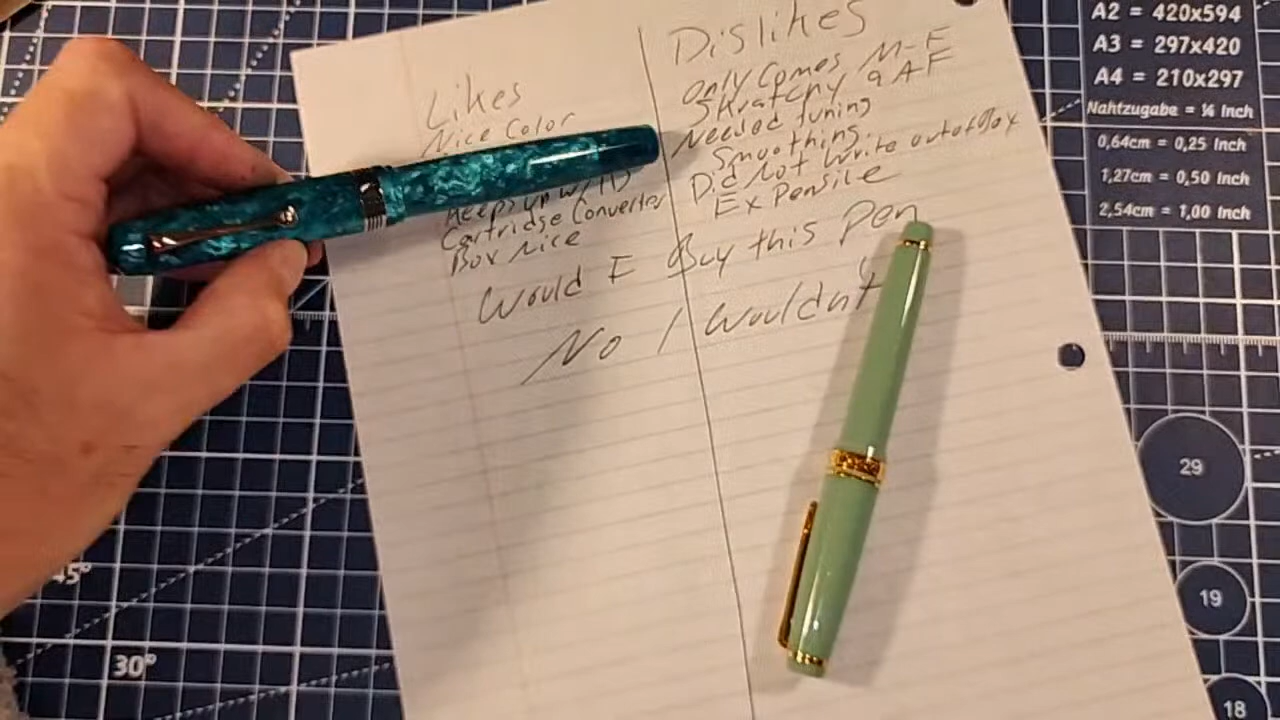 Likes
Nice Color
Keeps up w/
Cartridge Converter
Box Nice
Dislikes
only Comes M-F
Skratchy a AF
Needed tuning
Smoothing
Did Not Write out of Box
Ex Pensile
Would I Buy this Pen
No I Wouldn't
A2 = 420x594
A3 = 297x420
A4 = 210x297
Nahtzugabe = ¼ Inch
0,64cm = 0,25 Inch
1,27cm = 0,50 Inch
2,54cm = 1,00 Inch
29
19
18
45°
30°